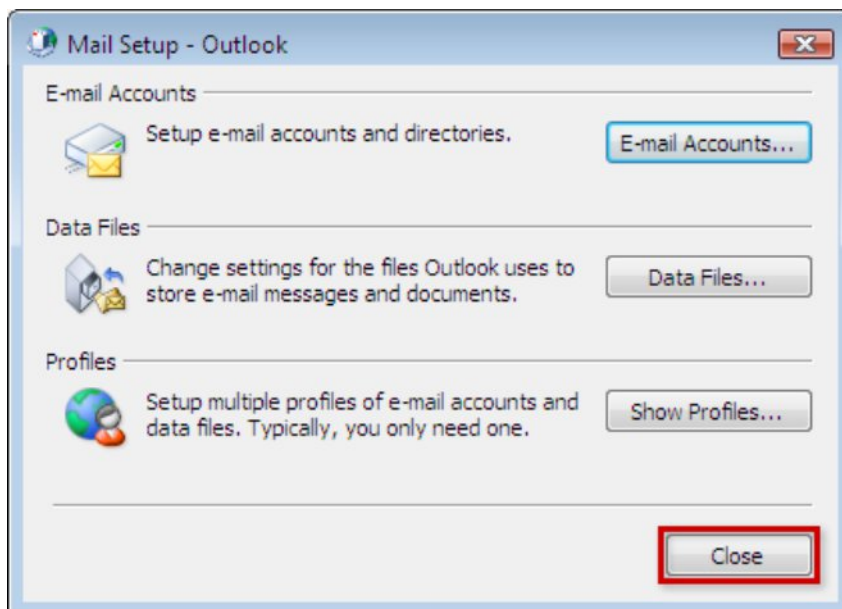 Mail Setup - Outlook
E-mail Accounts
Setup e-mail accounts and directories.
E-mail Accounts...
Data Files
Change settings for the files Outlook uses to
store e-mail messages and documents.
Data Files...
Profiles
Setup multiple profiles of e-mail accounts and
data files. Typically, you only need one.
Show Profiles...
Close